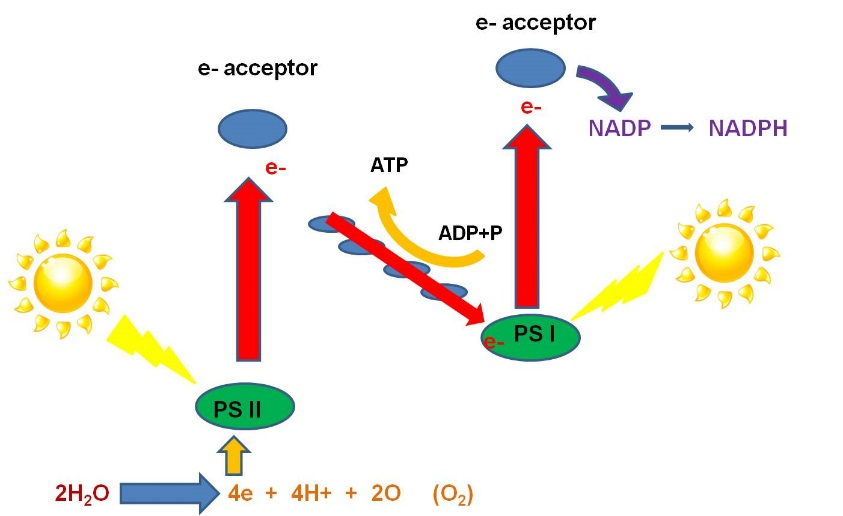 e- acceptor
e- acceptor
e-
NADP NADPH
ATP
e-
ADP+P
e- PS I
PS II
2H₂O 4e + 4H+ + 2O (O₂)